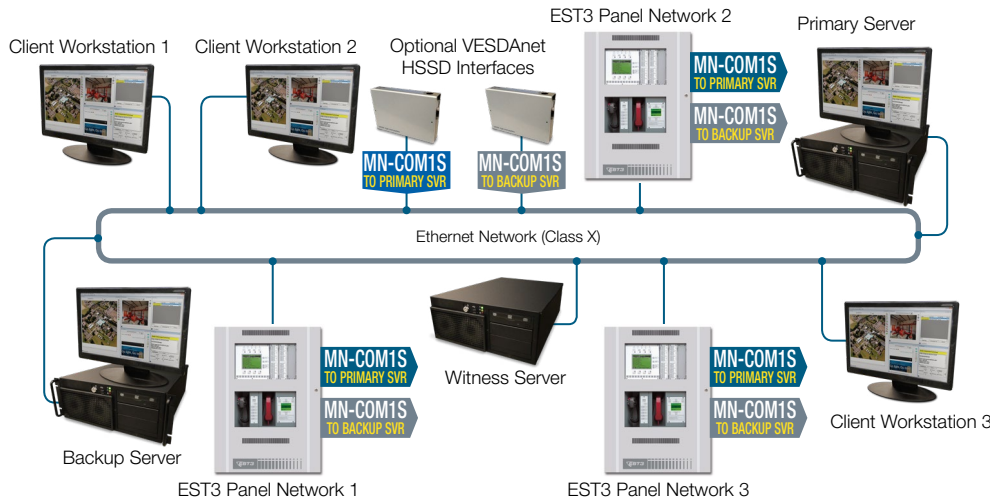 Client Workstation 1
Client Workstation 2
Optional VESDAnet
HSSD Interfaces
EST3 Panel Network 2
Primary Server
MN-COM1S
TO PRIMARY SVR
MN-COM1S
TO BACKUP SVR
MN-COM1S
TO PRIMARY SVR
MN-COM1S
TO BACKUP SVR
Ethernet Network (Class X)
Backup Server
EST3 Panel Network 1
MN-COM1S
TO PRIMARY SVR
MN-COM1S
TO BACKUP SVR
Witness Server
EST3 Panel Network 3
MN-COM1S
TO PRIMARY SVR
MN-COM1S
TO BACKUP SVR
Client Workstation 3